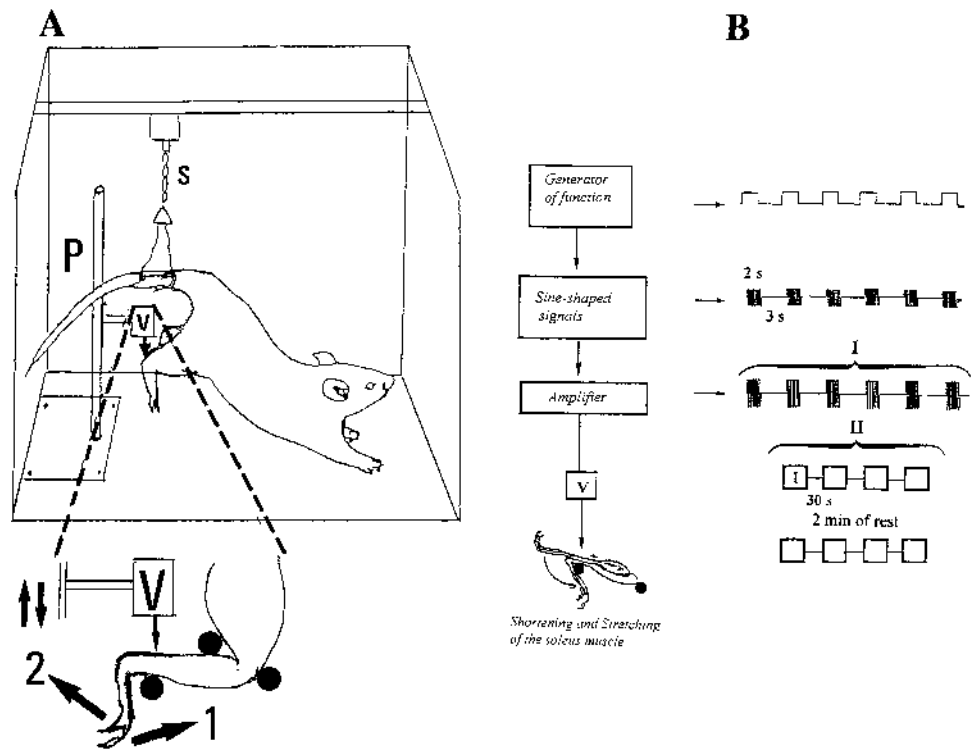 A
B
S
P
V
Generator
of function
Sine-shaped
signals
2 s
3 s
I
Amplifier
II
I
30 s
2 min of rest
V
Shortening and Stretching
of the soleus muscle
V
2
1